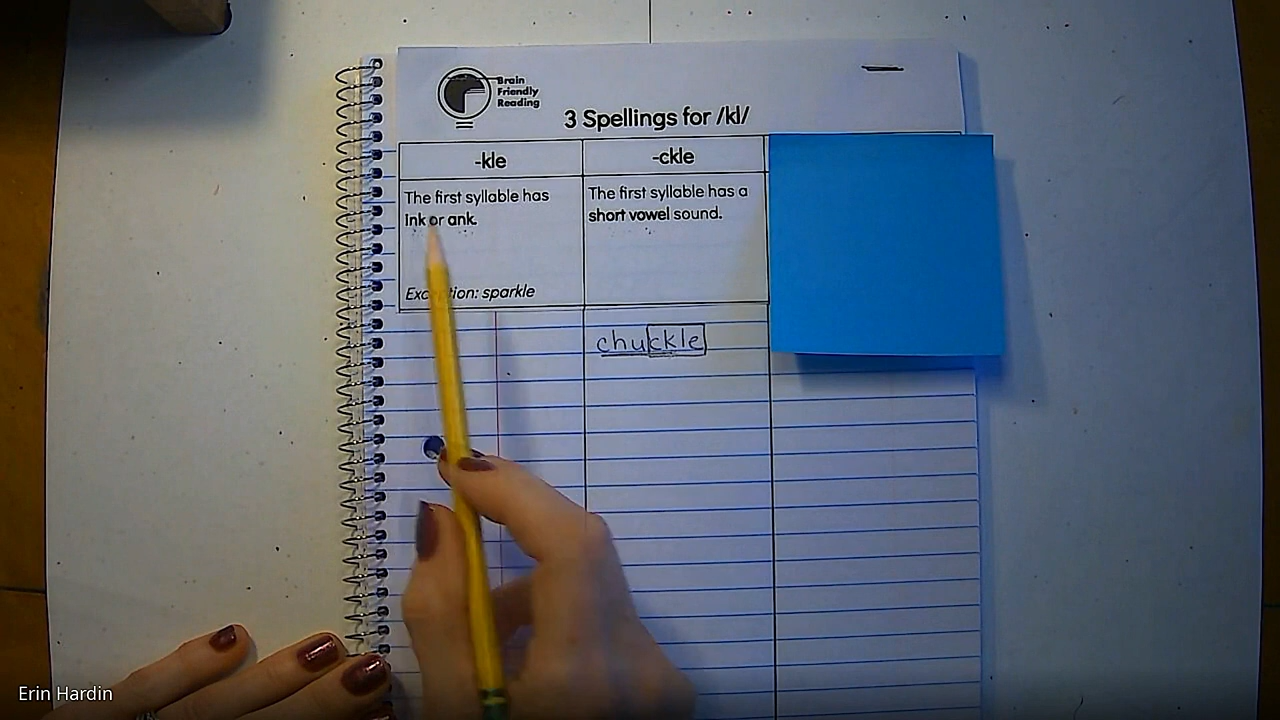 Brain
Friendly
Reading
3 Spellings for /kl/
-kle
-ckle
The first syllable has
ink or ank.
The first syllable has a
short vowel sound.
Exception: sparkle
chuckle
Erin Hardin